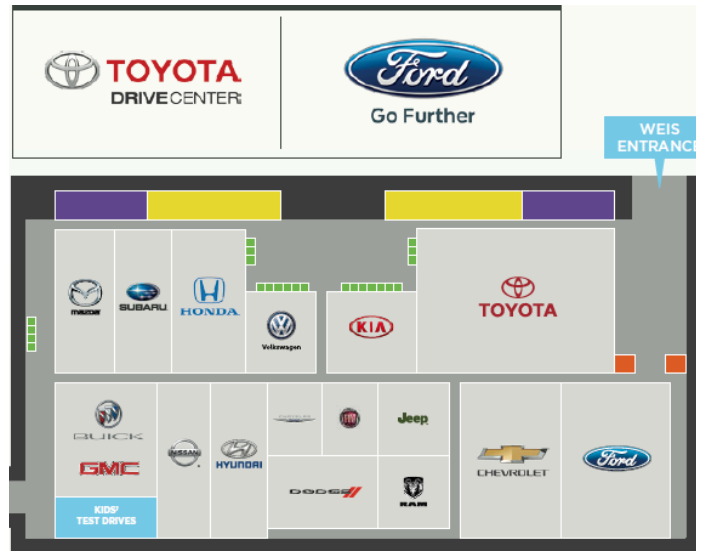 TOYOTA
DRIVECENTER
Ford
Go Further
WEIS
ENTRANCE
mazda
SUBARU
HONDA
Volkswagen
KIA
TOYOTA
BUICK
GMC
NISSAN
HYUNDAI
FIAT
Jeep
DODGE
RAM
CHEVROLET
Ford
KIDS'
TEST DRIVES